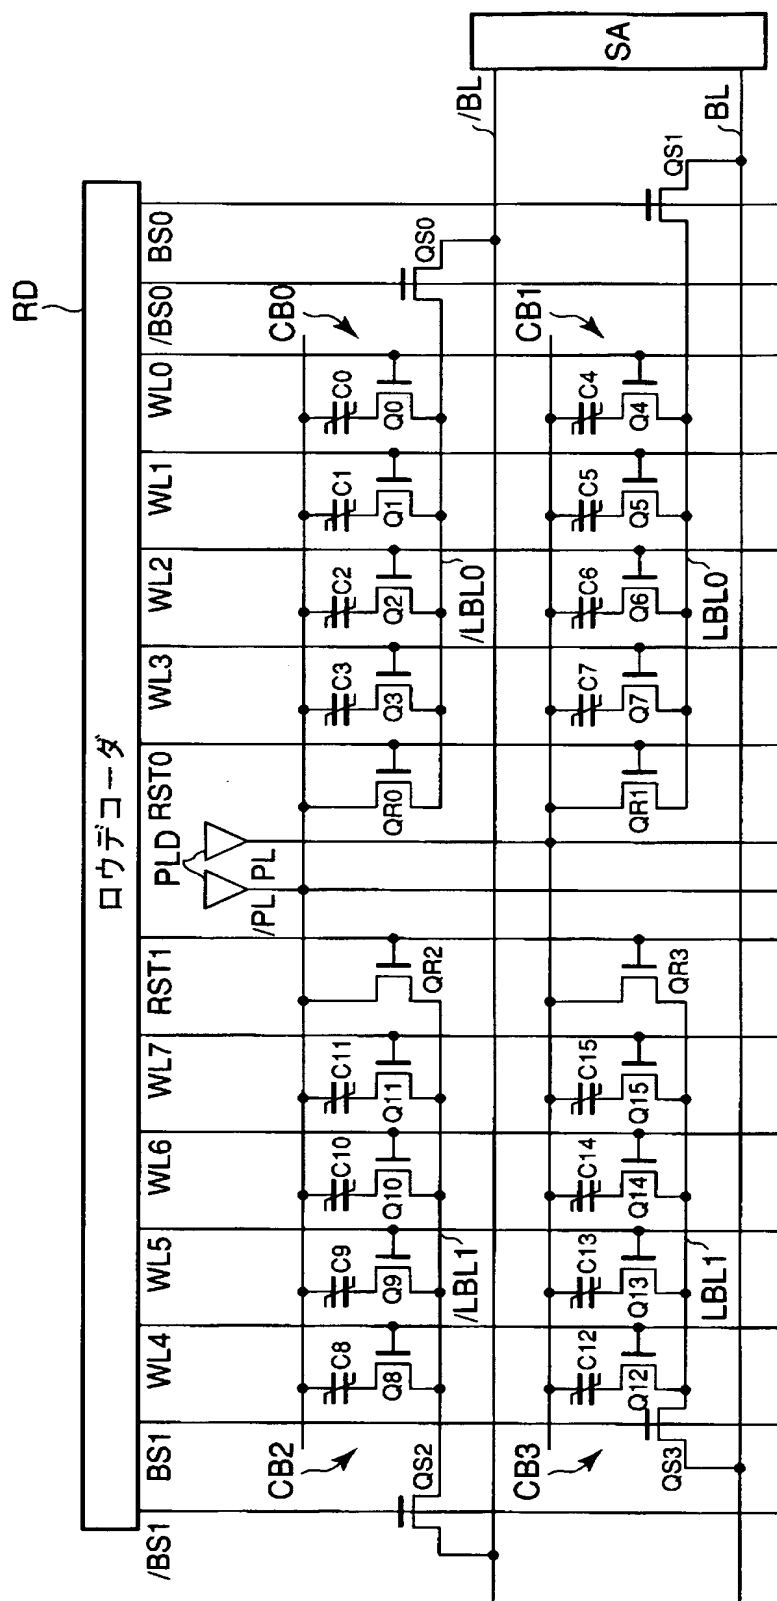 RD
ロウデコーダ
/BS1
BS1
WL4
WL5
WL6
WL7
RST1
/PL
PL
PLD
RST0
WL3
WL2
WL1
WL0
/BS0
BS0
CB2
C8
C9
C10
C11
C3
C2
C1
C0
CB0
QS2
Q8
Q9
Q10
Q11
QR2
QR0
Q3
Q2
Q1
Q0
QS0
/LBL1
/LBL0
/BL
CB3
C12
C13
C14
C15
C7
C6
C5
C4
CB1
QS3
Q12
Q13
Q14
Q15
QR3
QR1
Q7
Q6
Q5
Q4
QS1
LBL1
LBL0
BL
SA